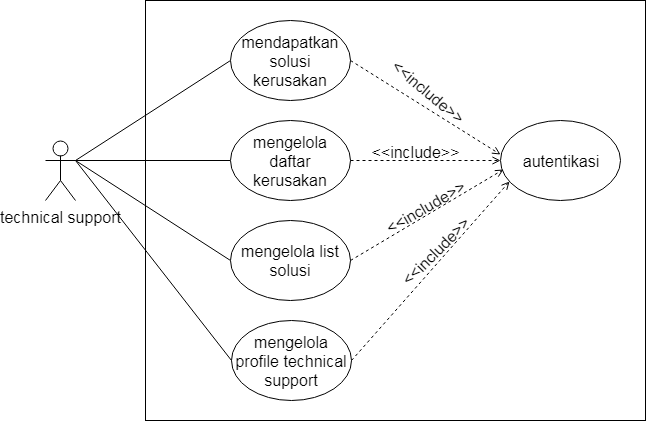 mendapatkan
solusi
kerusakan
<<include>>
mengelola
daftar
kerusakan
<<include>>
autentikasi
technical support
mengelola list
solusi
<<include>>
<<include>>
mengelola
profile technical
support